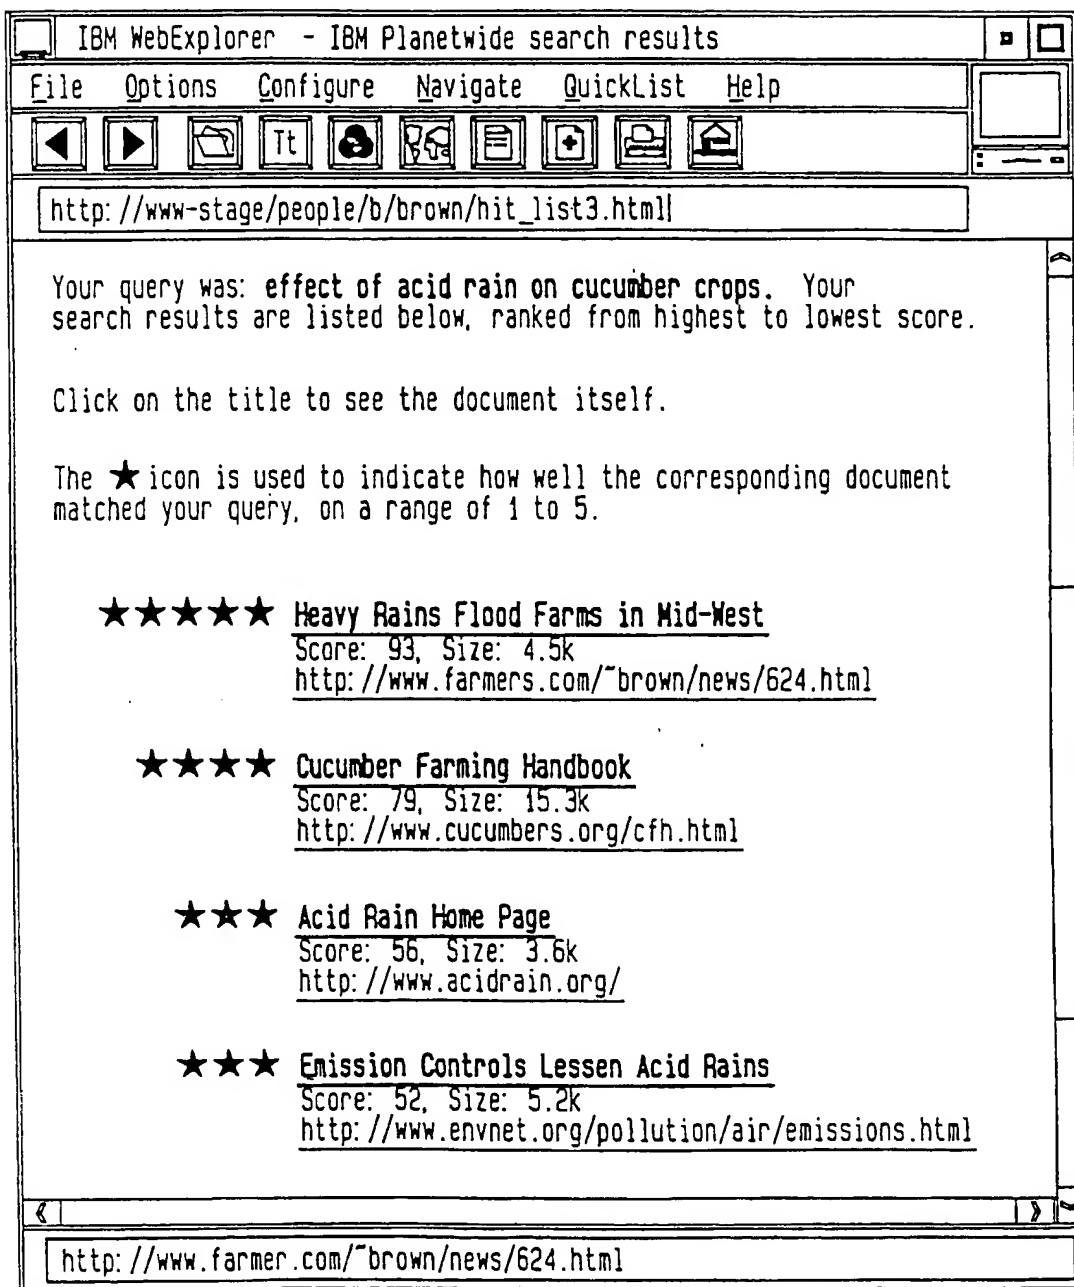 IBM WebExplorer - IBM Planetwide search results
File Options Configure Navigate QuickList Help
Tt
http://www-stage/people/b/brown/hit_list3.html
Your query was: effect of acid rain on cucumber crops. Your
search results are listed below, ranked from highest to lowest score.
Click on the title to see the document itself.
The ★ icon is used to indicate how well the corresponding document
matched your query, on a range of 1 to 5.
★★★★★ Heavy Rains Flood Farms in Mid-West
Score: 93, Size: 4.5k
http://www.farmers.com/~brown/news/624.html
★★★★ Cucumber Farming Handbook
Score: 79, Size: 15.3k
http://www.cucumbers.org/cfh.html
★★★ Acid Rain Home Page
Score: 56, Size: 3.6k
http://www.acidrain.org/
★★★ Emission Controls Lessen Acid Rains
Score: 52, Size: 5.2k
http://www.envnet.org/pollution/air/emissions.html
http://www.farmer.com/~brown/news/624.html